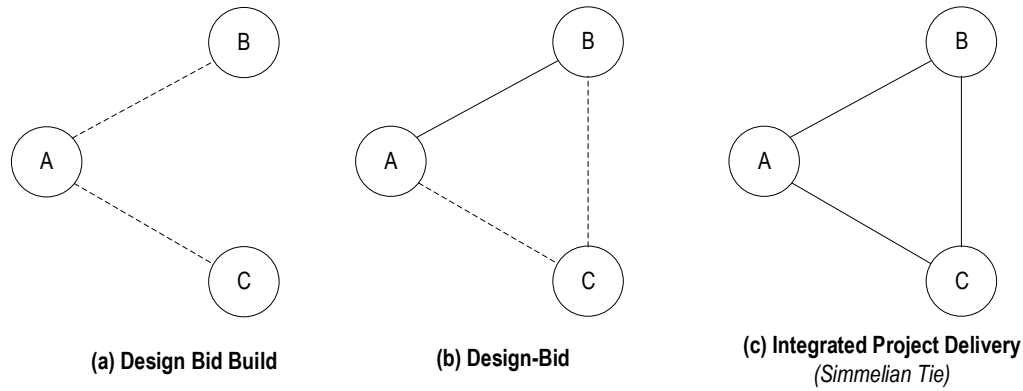 B
A
C
(a) Design Bid Build
B
A
C
(b) Design-Bid
B
A
C
(c) Integrated Project Delivery
(Simmelian Tie)